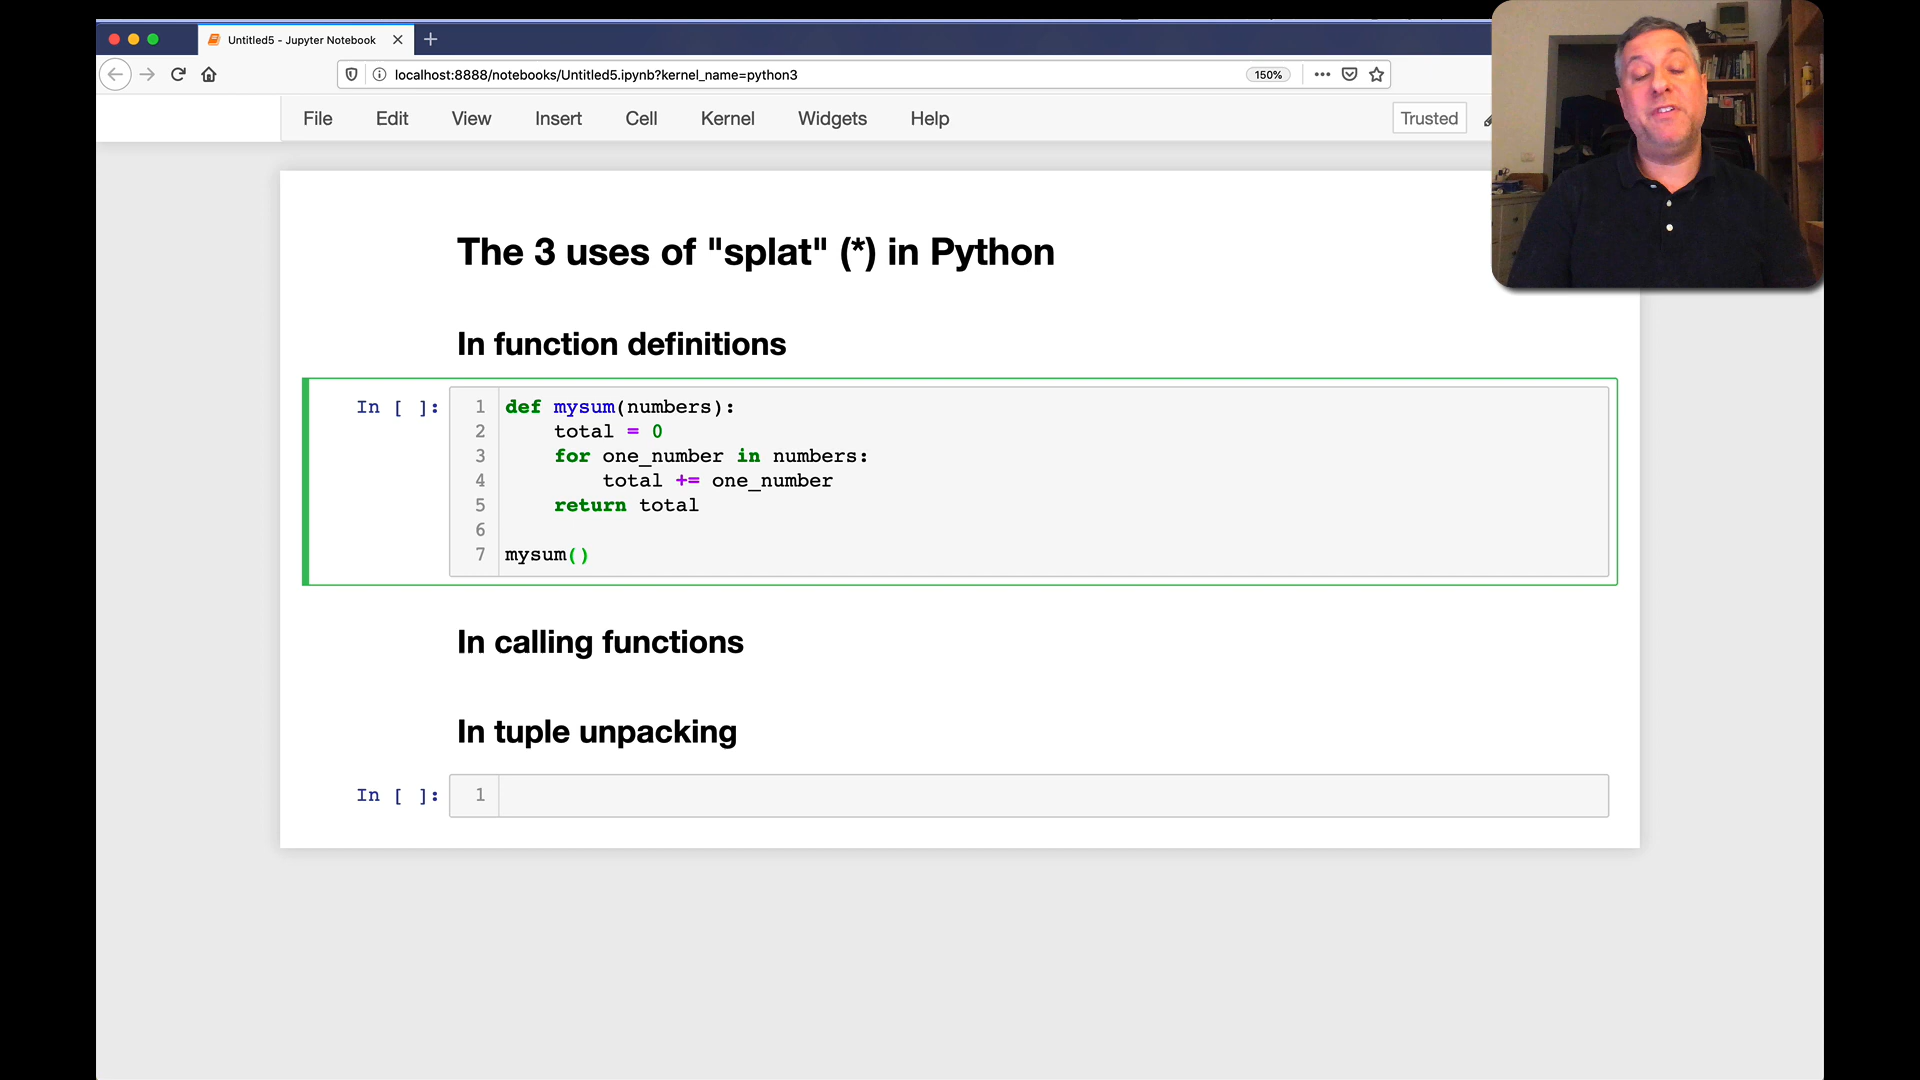 Untitled5 - Jupyter Notebook
localhost:8888/notebooks/Untitled5.ipynb?kernel_name=python3 150%
File Edit View Insert Cell Kernel Widgets Help Trusted
The 3 uses of "splat" (*) in Python
In function definitions
In [ ]:
1 def mysum(numbers):
2 total = 0
3 for one_number in numbers:
4 total += one_number
5 return total
6
7 mysum()
In calling functions
In tuple unpacking
In [ ]: 1